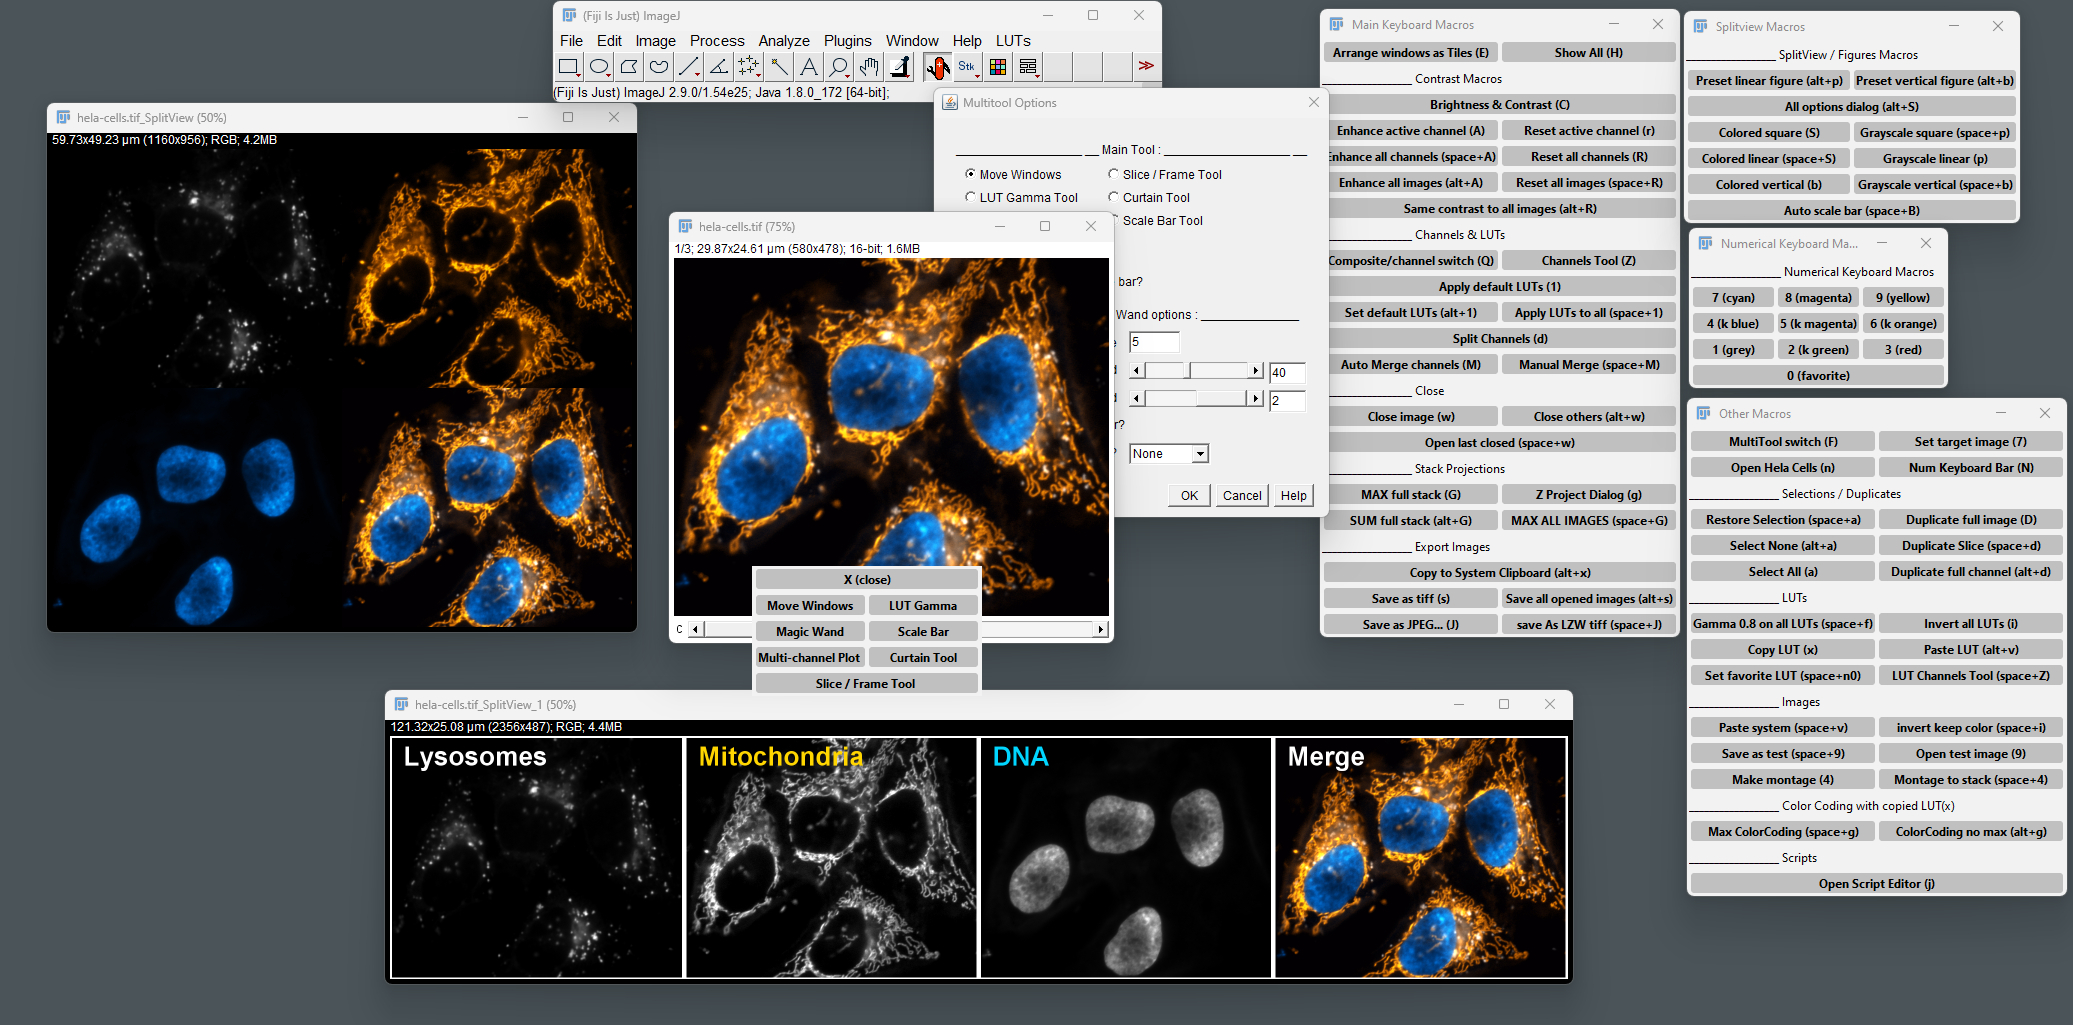 (Fiji Is Just) ImageJ
File Edit Image Process Analyze Plugins Window Help LUTs
Stk
(Fiji Is Just) ImageJ 2.9.0/1.54e25; Java 1.8.0_172 [64-bit];
hela-cells.tif_SplitView (50%)
59.73x49.23 µm (1160x956); RGB; 4.2MB
Multitool Options
Main Tool :
Move Windows
Slice / Frame Tool
LUT Gamma Tool
Curtain Tool
Scale Bar Tool
bar?
Wand options :
5
40
2
r?
None
OK Cancel Help
hela-cells.tif (75%)
1/3; 29.87x24.61 µm (580x478); 16-bit; 1.6MB
c
X (close)
Move Windows
LUT Gamma
Magic Wand
Scale Bar
Multi-channel Plot
Curtain Tool
Slice / Frame Tool
hela-cells.tif_SplitView_1 (50%)
121.32x25.08 µm (2356x487); RGB; 4.4MB
Lysosomes
Mitochondria
DNA
Merge
Main Keyboard Macros
Arrange windows as Tiles (E)
Show All (H)
Contrast Macros
Brightness & Contrast (C)
Enhance active channel (A)
Reset active channel (r)
Enhance all channels (space+A)
Reset all channels (R)
Enhance all images (alt+A)
Reset all images (space+R)
Same contrast to all images (alt+R)
Channels & LUTs
Composite/channel switch (Q)
Channels Tool (Z)
Apply default LUTs (1)
Set default LUTs (alt+1)
Apply LUTs to all (space+1)
Split Channels (d)
Auto Merge channels (M)
Manual Merge (space+M)
Close
Close image (w)
Close others (alt+w)
Open last closed (space+w)
Stack Projections
MAX full stack (G)
Z Project Dialog (g)
SUM full stack (alt+G)
MAX ALL IMAGES (space+G)
Export Images
Copy to System Clipboard (alt+x)
Save as tiff (s)
Save all opened images (alt+s)
Save as JPEG... (J)
save As LZW tiff (space+J)
Splitview Macros
SplitView / Figures Macros
Preset linear figure (alt+p)
Preset vertical figure (alt+b)
All options dialog (alt+S)
Colored square (S)
Grayscale square (space+p)
Colored linear (space+S)
Grayscale linear (p)
Colored vertical (b)
Grayscale vertical (space+b)
Auto scale bar (space+B)
Numerical Keyboard Ma...
Numerical Keyboard Macros
7 (cyan)
8 (magenta)
9 (yellow)
4 (k blue)
5 (k magenta)
6 (k orange)
1 (grey)
2 (k green)
3 (red)
0 (favorite)
Other Macros
MultiTool switch (F)
Set target image (7)
Open Hela Cells (n)
Num Keyboard Bar (N)
Selections / Duplicates
Restore Selection (space+a)
Duplicate full image (D)
Select None (alt+a)
Duplicate Slice (space+d)
Select All (a)
Duplicate full channel (alt+d)
LUTs
Gamma 0.8 on all LUTs (space+f)
Invert all LUTs (i)
Copy LUT (x)
Paste LUT (alt+v)
Set favorite LUT (space+n0)
LUT Channels Tool (space+Z)
Images
Paste system (space+v)
invert keep color (space+i)
Save as test (space+9)
Open test image (9)
Make montage (4)
Montage to stack (space+4)
Color Coding with copied LUT(x)
Max ColorCoding (space+g)
ColorCoding no max (alt+g)
Scripts
Open Script Editor (j)